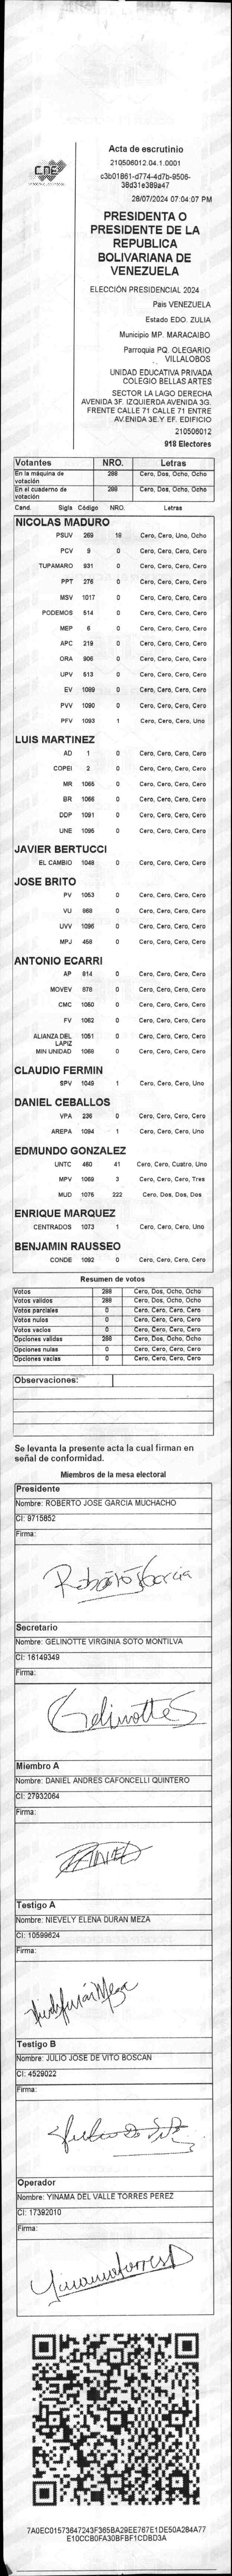 CNE
Acta de escrutinio
210506012.04.1.0001
c3b01861-d774-4d7b-9506-
38d31e389a47
28/07/2024 07:04:07 PM
PRESIDENTA O
PRESIDENTE DE LA
REPUBLICA
BOLIVARIANA DE
VENEZUELA
ELECCIÓN PRESIDENCIAL 2024
Pais VENEZUELA
Estado EDO. ZULIA
Municipio MP. MARACAIBO
Parroquia PQ. OLEGARIO
VILLALOBOS
UNIDAD EDUCATIVA PRIVADA
COLEGIO BELLAS ARTES
SECTOR LA LAGO DERECHA
AVENIDA 3F. IZQUIERDA AVENIDA 3G.
FRENTE CALLE 71 CALLE 71 ENTRE
AVENIDA 3E Y EF. EDIFICIO
210506012
918 Electores
Votantes NRO. Letras
En la máquina de votación 288 Cero, Dos, Ocho, Ocho
En el cuaderno de votación 288 Cero, Dos, Ocho, Ocho
Cand. Sigla Código NRO. Letras
NICOLAS MADURO
PSUV 269 18 Cero, Cero, Uno, Ocho
PCV 9 0 Cero, Cero, Cero, Cero
TUPAMARO 931 0 Cero, Cero, Cero, Cero
PPT 276 0 Cero, Cero, Cero, Cero
MSV 1017 0 Cero, Cero, Cero, Cero
PODEMOS 514 0 Cero, Cero, Cero, Cero
MEP 6 0 Cero, Cero, Cero, Cero
APC 219 0 Cero, Cero, Cero, Cero
ORA 906 0 Cero, Cero, Cero, Cero
UPV 513 0 Cero, Cero, Cero, Cero
EV 1089 0 Cero, Cero, Cero, Cero
PVV 1090 0 Cero, Cero, Cero, Cero
PFV 1093 1 Cero, Cero, Cero, Uno
LUIS MARTINEZ
AD 1 0 Cero, Cero, Cero, Cero
COPEI 2 0 Cero, Cero, Cero, Cero
MR 1065 0 Cero, Cero, Cero, Cero
BR 1066 0 Cero, Cero, Cero, Cero
DDP 1091 0 Cero, Cero, Cero, Cero
UNE 1095 0 Cero, Cero, Cero, Cero
JAVIER BERTUCCI
EL CAMBIO 1048 0 Cero, Cero, Cero, Cero
JOSE BRITO
PV 1053 0 Cero, Cero, Cero, Cero
VU 868 0 Cero, Cero, Cero, Cero
UVV 1096 0 Cero, Cero, Cero, Cero
MPJ 458 0 Cero, Cero, Cero, Cero
ANTONIO ECARRI
AP 814 0 Cero, Cero, Cero, Cero
MOVEV 878 0 Cero, Cero, Cero, Cero
CMC 1050 0 Cero, Cero, Cero, Cero
FV 1062 0 Cero, Cero, Cero, Cero
ALIANZA DEL LAPIZ 1051 0 Cero, Cero, Cero, Cero
MIN UNIDAD 1068 0 Cero, Cero, Cero, Cero
CLAUDIO FERMIN
SPV 1049 1 Cero, Cero, Cero, Uno
DANIEL CEBALLOS
VPA 236 0 Cero, Cero, Cero, Cero
AREPA 1094 1 Cero, Cero, Cero, Uno
EDMUNDO GONZALEZ
UNTC 460 41 Cero, Cero, Cuatro, Uno
MPV 1069 3 Cero, Cero, Cero, Tres
MUD 1075 222 Cero, Dos, Dos, Dos
ENRIQUE MARQUEZ
CENTRADOS 1073 1 Cero, Cero, Cero, Uno
BENJAMIN RAUSSEO
CONDE 1092 0 Cero, Cero, Cero, Cero
Resumen de votos
Votos 288 Cero, Dos, Ocho, Ocho
Votos validos 288 Cero, Dos, Ocho, Ocho
Votos parciales 0 Cero, Cero, Cero, Cero
Votos nulos 0 Cero, Cero, Cero, Cero
Votos vacios 0 Cero, Cero, Cero, Cero
Opciones validas 288 Cero, Dos, Ocho, Ocho
Opciones nulas 0 Cero, Cero, Cero, Cero
Opciones vacias 0 Cero, Cero, Cero, Cero
Observaciones:
Se levanta la presente acta la cual firman en
señal de conformidad.
Miembros de la mesa electoral
Presidente
Nombre: ROBERTO JOSE GARCIA MUCHACHO
CI: 9715852
Firma:
Roberto J Garcia
Secretario
Nombre: GELINOTTE VIRGINIA SOTO MONTILVA
CI: 16149349
Firma:
Gelinotte S
Miembro A
Nombre: DANIEL ANDRES CAFONCELLI QUINTERO
CI: 27932064
Firma:
Testigo A
Nombre: NIEVELY ELENA DURAN MEZA
CI: 10599624
Firma:
Testigo B
Nombre: JULIO JOSE DE VITO BOSCAN
CI: 4529022
Firma:
Operador
Nombre: YINAMA DEL VALLE TORRES PEREZ
CI: 17392010
Firma:
7A0EC01573647243F365BA29EE767E1DE50A284A77
E10CCB0FA30BFBF1CDBD3A